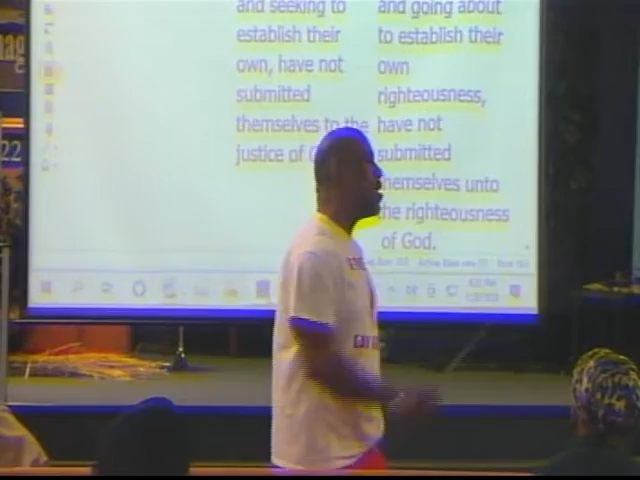 and seeking to
establish their
own, have not
submitted
themselves to the
justice of
and going about
to establish their
own
righteousness,
have not
submitted
themselves unto
the righteousness
of God.
22